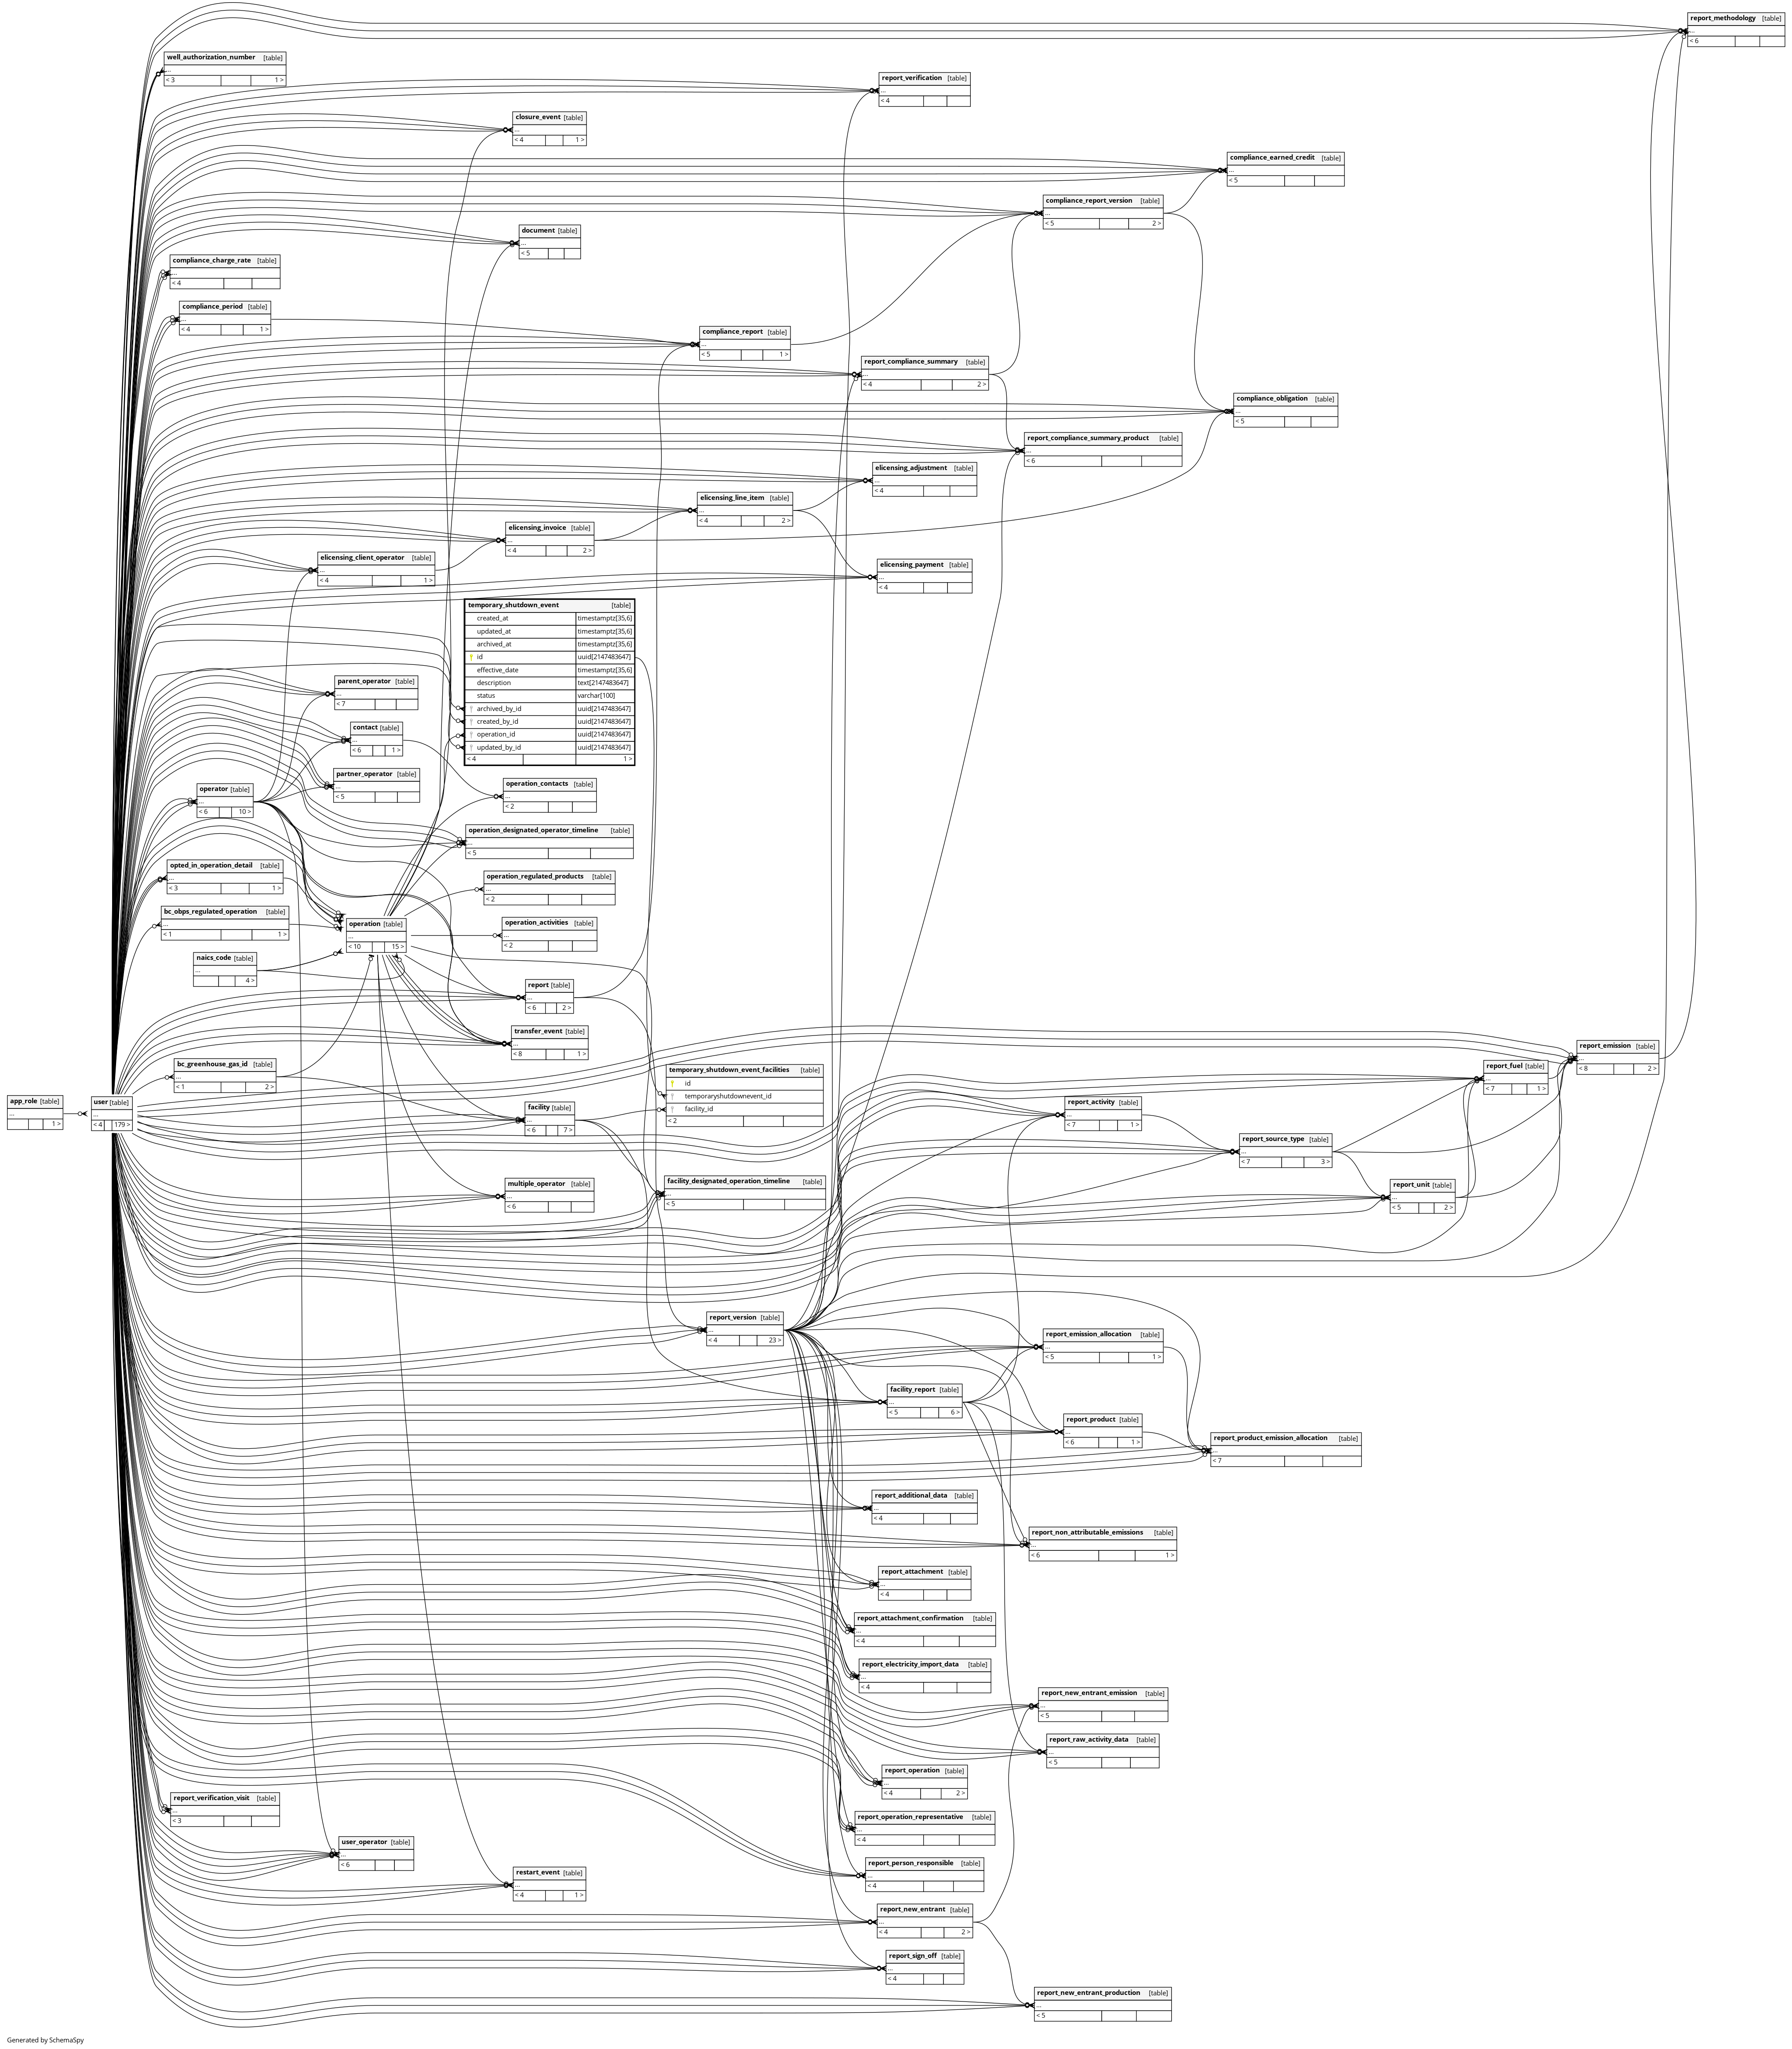 report_methodology [table]
...
< 6
well_authorization_number [table]
...
< 3 1 >
report_verification [table]
...
< 4
closure_event [table]
...
< 4 1 >
compliance_earned_credit [table]
...
< 5
compliance_report_version [table]
...
< 5 2 >
document [table]
...
< 5
compliance_charge_rate [table]
...
< 4
compliance_period [table]
...
< 4 1 >
compliance_report [table]
...
< 5 1 >
report_compliance_summary [table]
...
< 4 2 >
compliance_obligation [table]
...
< 5
report_compliance_summary_product [table]
...
< 6
elicensing_adjustment [table]
...
< 4
elicensing_line_item [table]
...
< 4 2 >
elicensing_invoice [table]
...
< 4 2 >
elicensing_client_operator [table]
...
< 4 1 >
elicensing_payment [table]
...
< 4
temporary_shutdown_event [table]
created_at timestamptz[35,6]
updated_at timestamptz[35,6]
archived_at timestamptz[35,6]
id uuid[2147483647]
effective_date timestamptz[35,6]
description text[2147483647]
status varchar[100]
archived_by_id uuid[2147483647]
created_by_id uuid[2147483647]
operation_id uuid[2147483647]
updated_by_id uuid[2147483647]
< 4 1 >
parent_operator [table]
...
< 7
contact [table]
...
< 6 1 >
partner_operator [table]
...
< 5
operator [table]
...
< 6 10 >
operation_contacts [table]
...
< 2
operation_designated_operator_timeline [table]
...
< 5
opted_in_operation_detail [table]
...
< 3 1 >
operation_regulated_products [table]
...
< 2
bc_obps_regulated_operation [table]
...
< 1 1 >
operation [table]
...
< 10 15 >
operation_activities [table]
...
< 2
naics_code [table]
...
4 >
report [table]
...
< 6 2 >
transfer_event [table]
...
< 8 1 >
report_emission [table]
...
< 8 2 >
bc_greenhouse_gas_id [table]
...
< 1 2 >
temporary_shutdown_event_facilities [table]
id
temporaryshutdownevent_id
facility_id
< 2
report_fuel [table]
...
< 7 1 >
app_role [table]
...
1 >
user [table]
...
< 4 179 >
facility [table]
...
< 6 7 >
report_activity [table]
...
< 7 1 >
report_source_type [table]
...
< 7 3 >
multiple_operator [table]
...
< 6
facility_designated_operation_timeline [table]
...
< 5
report_unit [table]
...
< 5 2 >
report_version [table]
...
< 4 23 >
report_emission_allocation [table]
...
< 5 1 >
facility_report [table]
...
< 5 6 >
report_product [table]
...
< 6 1 >
report_product_emission_allocation [table]
...
< 7
report_additional_data [table]
...
< 4
report_non_attributable_emissions [table]
...
< 6 1 >
report_attachment [table]
...
< 4
report_attachment_confirmation [table]
...
< 4
report_electricity_import_data [table]
...
< 4
report_new_entrant_emission [table]
...
< 5
report_raw_activity_data [table]
...
< 5
report_operation [table]
...
< 4 2 >
report_verification_visit [table]
...
< 3
report_operation_representative [table]
...
< 4
user_operator [table]
...
< 6
report_person_responsible [table]
...
< 4
restart_event [table]
...
< 4 1 >
report_new_entrant [table]
...
< 4 2 >
report_sign_off [table]
...
< 4
report_new_entrant_production [table]
...
< 5
Generated by SchemaSpy